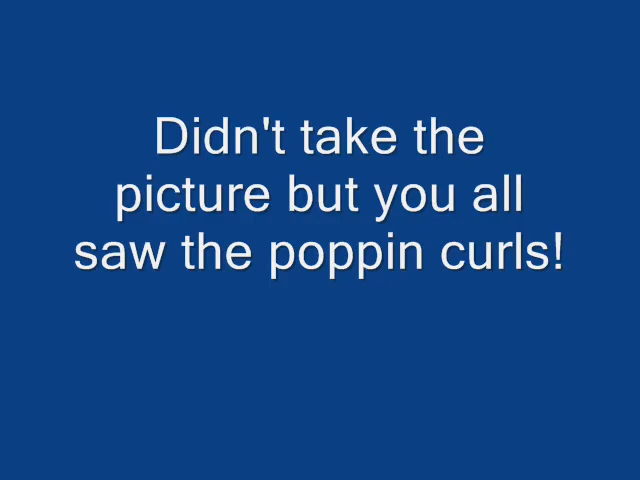 Didn't take the
picture but you all
saw the poppin curls!